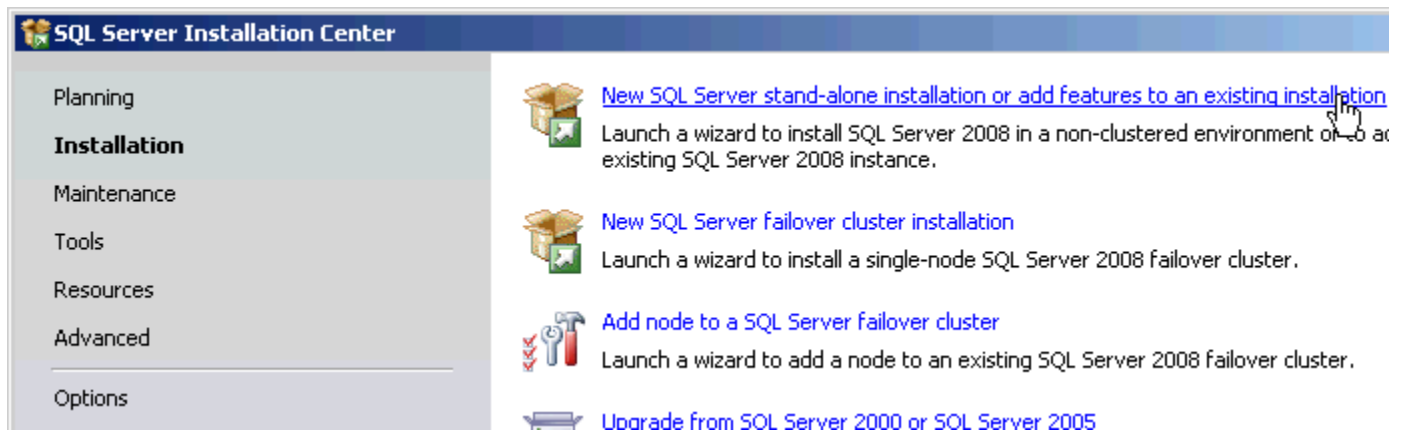 SQL Server Installation Center
Planning
Installation
Maintenance
Tools
Resources
Advanced
Options
New SQL Server stand-alone installation or add features to an existing installation
Launch a wizard to install SQL Server 2008 in a non-clustered environment or to
existing SQL Server 2008 instance.
New SQL Server failover cluster installation
Launch a wizard to install a single-node SQL Server 2008 failover cluster.
Add node to a SQL Server failover cluster
Launch a wizard to add a node to an existing SQL Server 2008 failover cluster.
Upgrade from SQL Server 2000 or SQL Server 2005